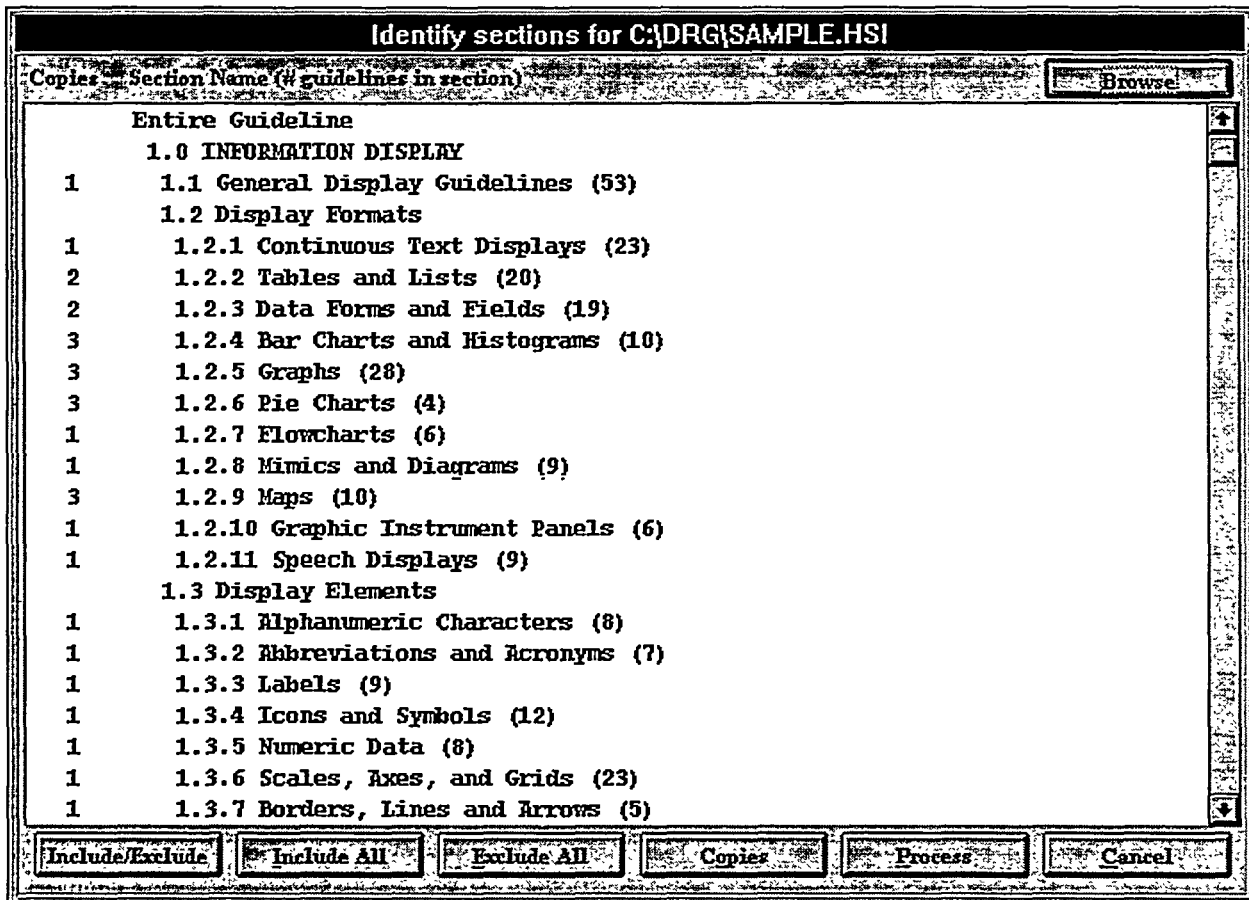 Identify sections for C:\DRG\SAMPLE.HSI
Copies Section Name (# guidelines in section) Browse
Entire Guideline
1.0 INFORMATION DISPLAY
1 1.1 General Display Guidelines (53)
1.2 Display Formats
1 1.2.1 Continuous Text Displays (23)
2 1.2.2 Tables and Lists (20)
2 1.2.3 Data Forms and Fields (19)
3 1.2.4 Bar Charts and Histograms (10)
3 1.2.5 Graphs (28)
3 1.2.6 Pie Charts (4)
1 1.2.7 Flowcharts (6)
1 1.2.8 Mimics and Diagrams (9)
3 1.2.9 Maps (10)
1 1.2.10 Graphic Instrument Panels (6)
1 1.2.11 Speech Displays (9)
1.3 Display Elements
1 1.3.1 Alphanumeric Characters (8)
1 1.3.2 Abbreviations and Acronyms (7)
1 1.3.3 Labels (9)
1 1.3.4 Icons and Symbols (12)
1 1.3.5 Numeric Data (8)
1 1.3.6 Scales, Axes, and Grids (23)
1 1.3.7 Borders, Lines and Arrows (5)
Include/Exclude Include All Exclude All Copies Process Cancel